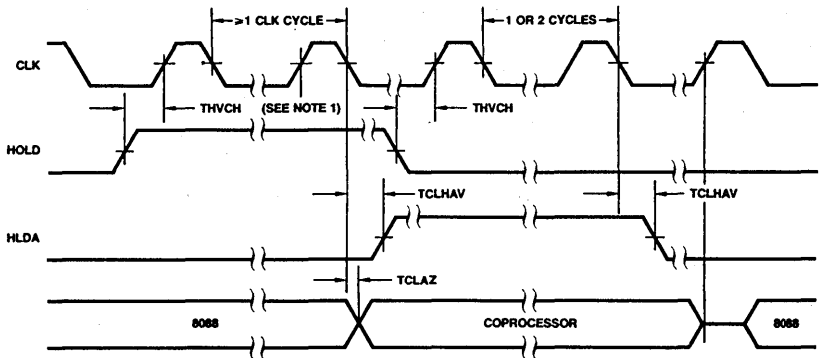 ≥1 CLK CYCLE
1 OR 2 CYCLES
CLK
THVCH
(SEE NOTE 1)
THVCH
HOLD
TCLHAV
TCLHAV
HLDA
TCLAZ
8088
COPROCESSOR
8088